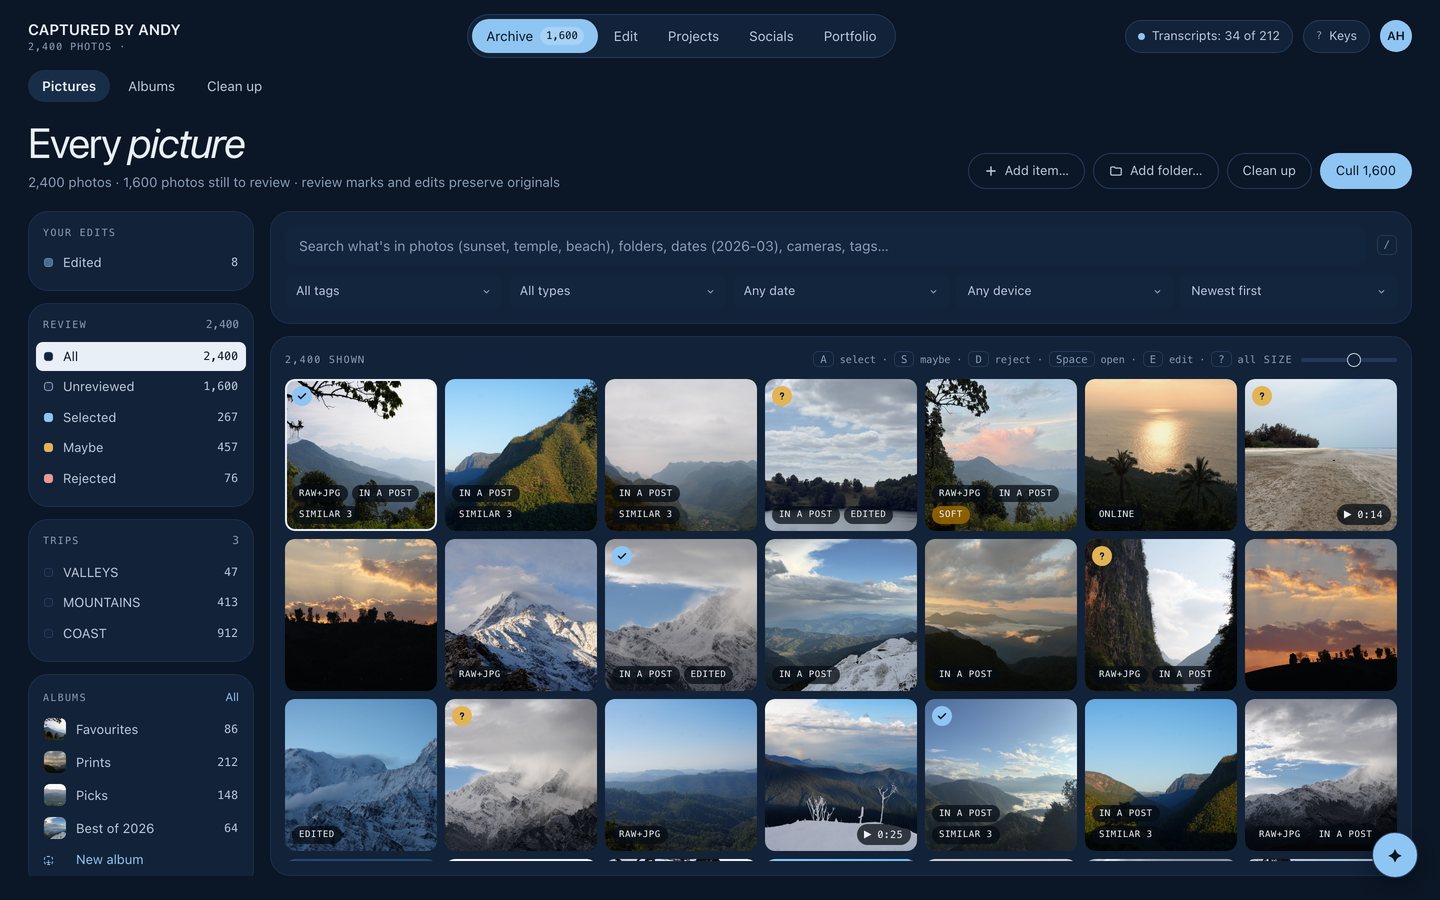 CAPTURED BY ANDY
2,400 PHOTOS ·
Archive 1,600 Edit Projects Socials Portfolio
Transcripts: 34 of 212
? Keys
AH
Pictures Albums Clean up
Every picture
2,400 photos · 1,600 photos still to review · review marks and edits preserve originals
+ Add item...
Add folder...
Clean up
Cull 1,600
YOUR EDITS
Edited 8
REVIEW 2,400
All 2,400
Unreviewed 1,600
Selected 267
Maybe 457
Rejected 76
TRIPS 3
VALLEYS 47
MOUNTAINS 413
COAST 912
ALBUMS All
Favourites 86
Prints 212
Picks 148
Best of 2026 64
New album
Search what's in photos (sunset, temple, beach), folders, dates (2026-03), cameras, tags...
/
All tags All types Any date Any device Newest first
2,400 SHOWN
A select · S maybe · D reject · Space open · E edit · ? all SIZE
RAW+JPG IN A POST
SIMILAR 3
IN A POST
SIMILAR 3
IN A POST
SIMILAR 3
?
IN A POST EDITED
RAW+JPG IN A POST
SOFT
ONLINE
?
0:14
RAW+JPG
IN A POST EDITED
IN A POST
IN A POST
?
RAW+JPG IN A POST
EDITED
?
RAW+JPG
0:25
IN A POST
SIMILAR 3
IN A POST
SIMILAR 3
RAW+JPG IN A POST